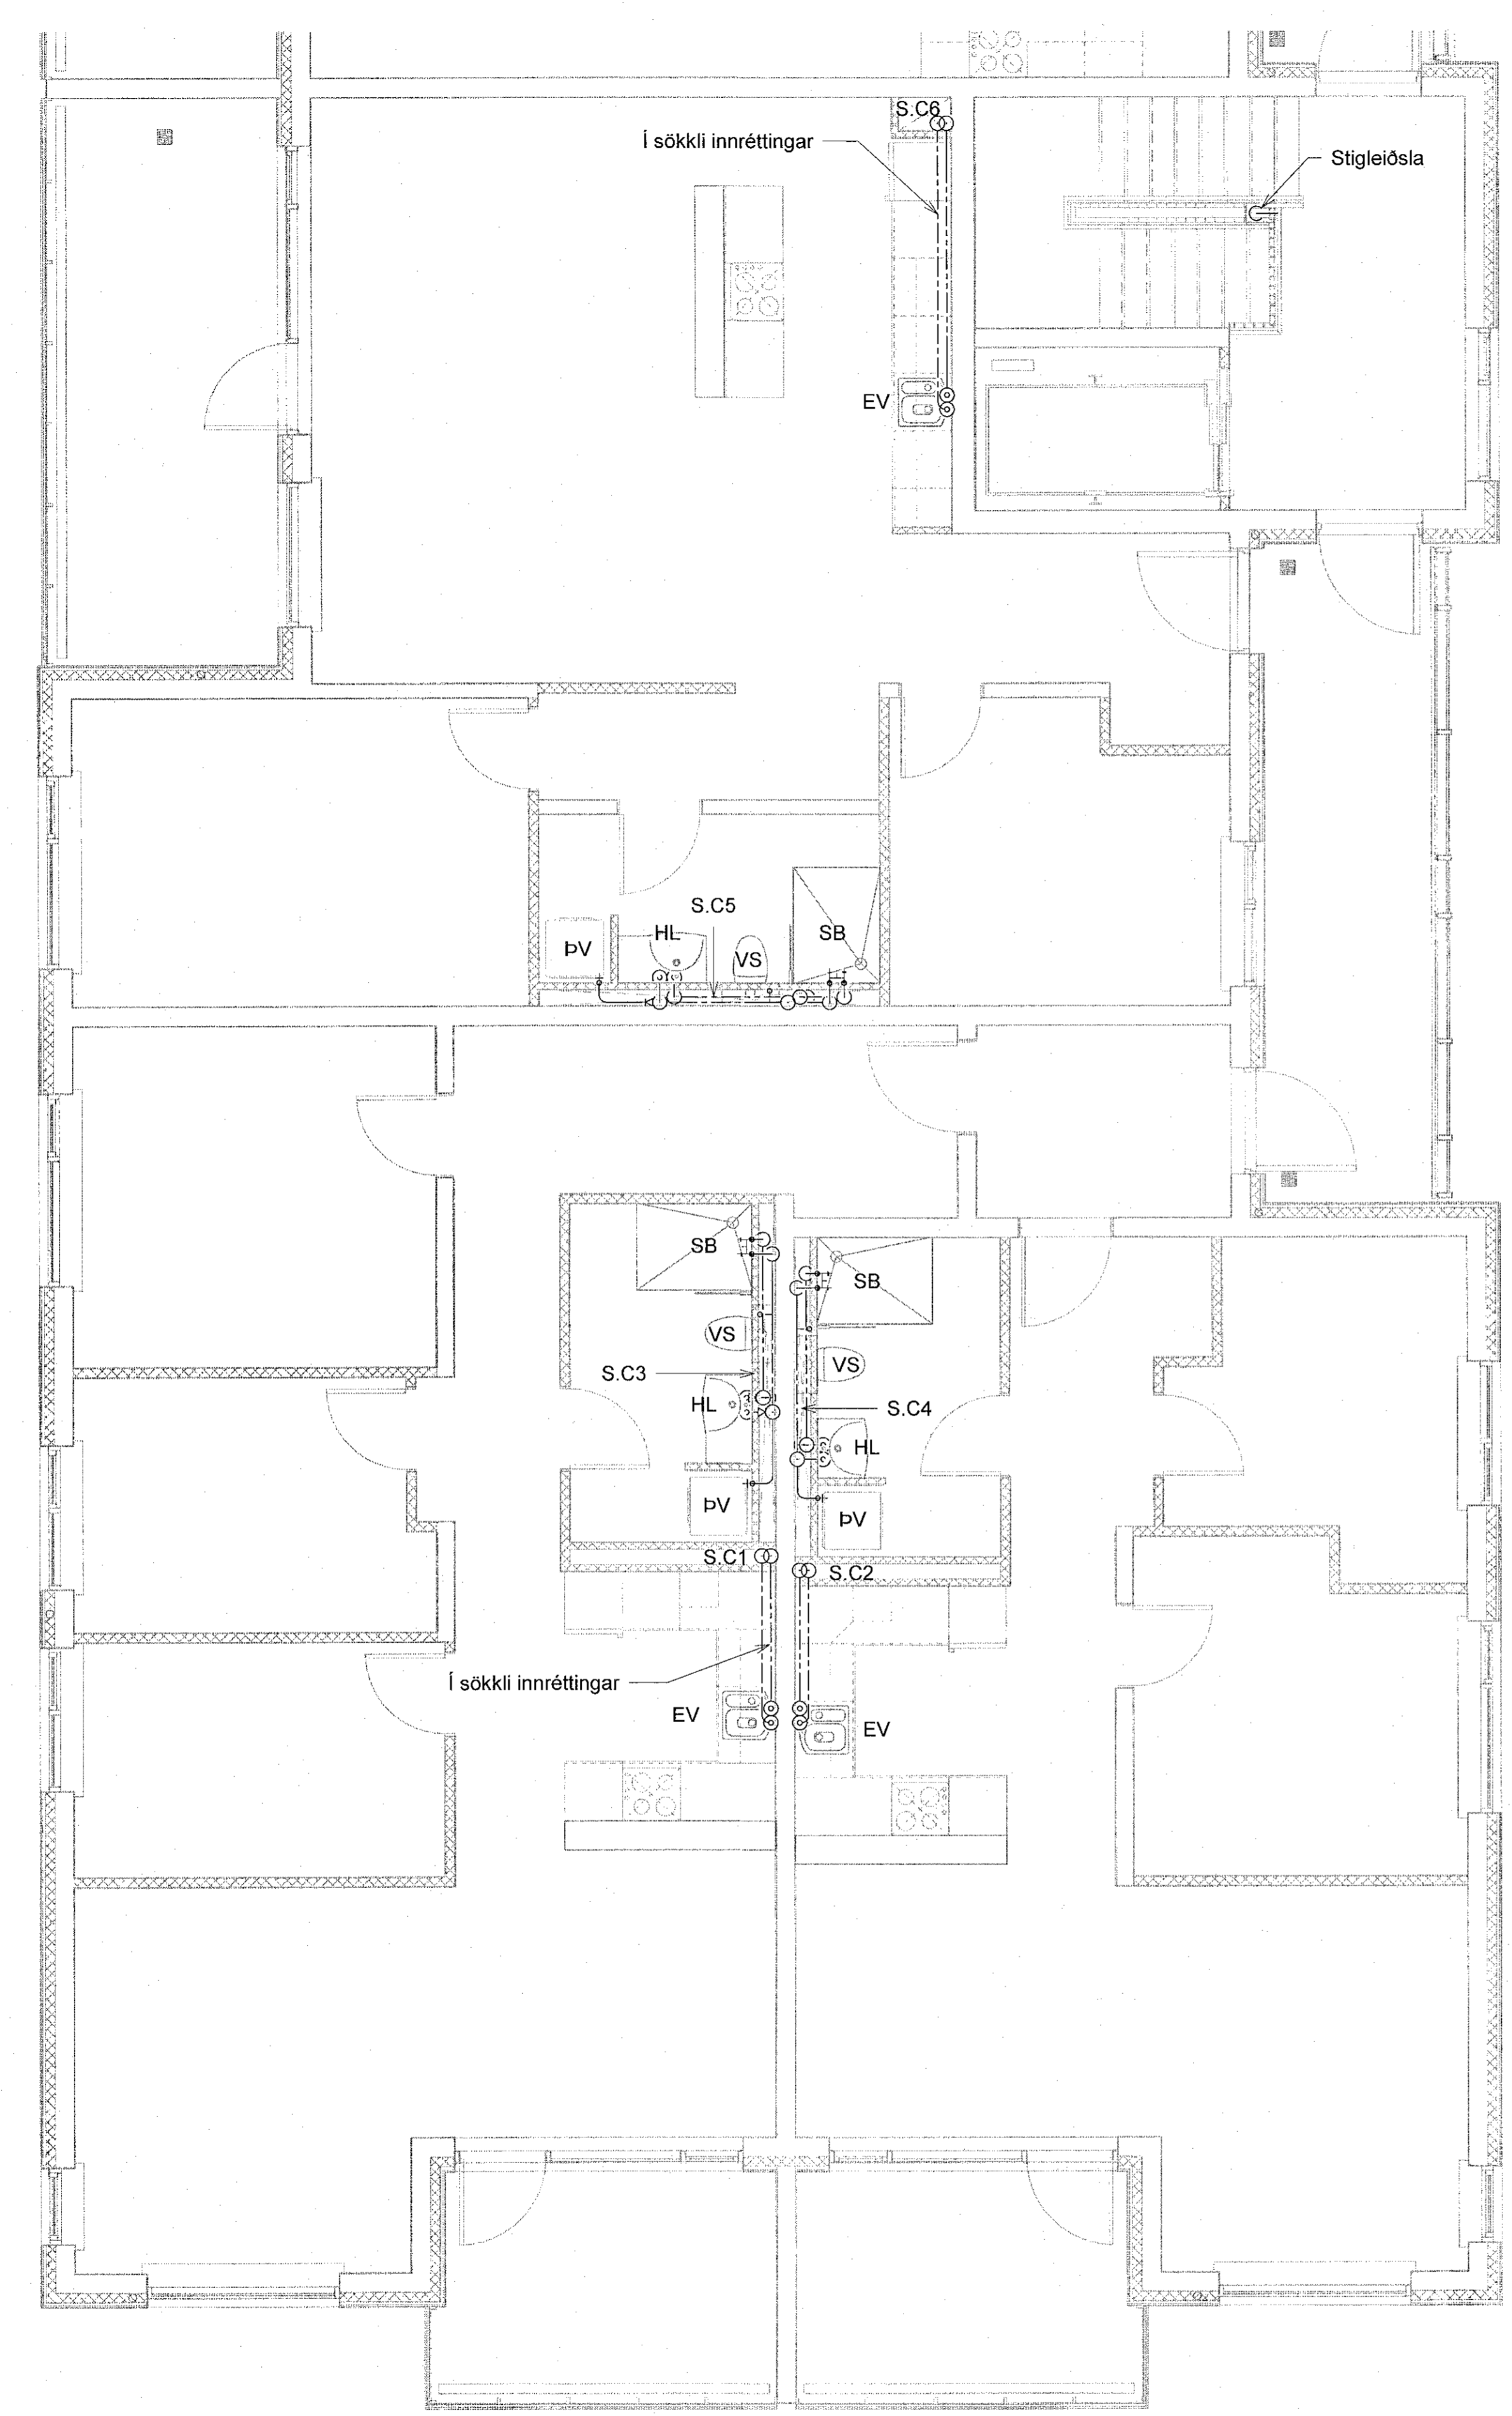 S.C6
Í sökkli innréttingar
Stigleiðsla
EV
S.C5
HL
SB
ÞV
VS
SB
SB
VS
VS
S.C3
HL
S.C4
HL
ÞV
ÞV
S.C1
S.C2
Í sökkli innréttingar
EV
EV